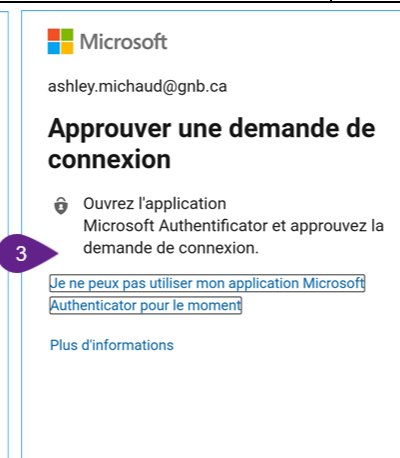 Microsoft
ashley.michaud@gnb.ca
Approuver une demande de
connexion
Ouvrez l'application
Microsoft Authentificator et approuvez la
demande de connexion.
3
Je ne peux pas utiliser mon application Microsoft
Authenticator pour le moment
Plus d'informations